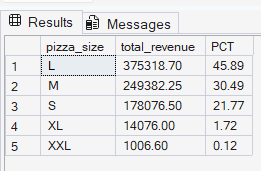 Results Messages
pizza_size total_revenue PCT
1 L 375318.70 45.89
2 M 249382.25 30.49
3 S 178076.50 21.77
4 XL 14076.00 1.72
5 XXL 1006.60 0.12